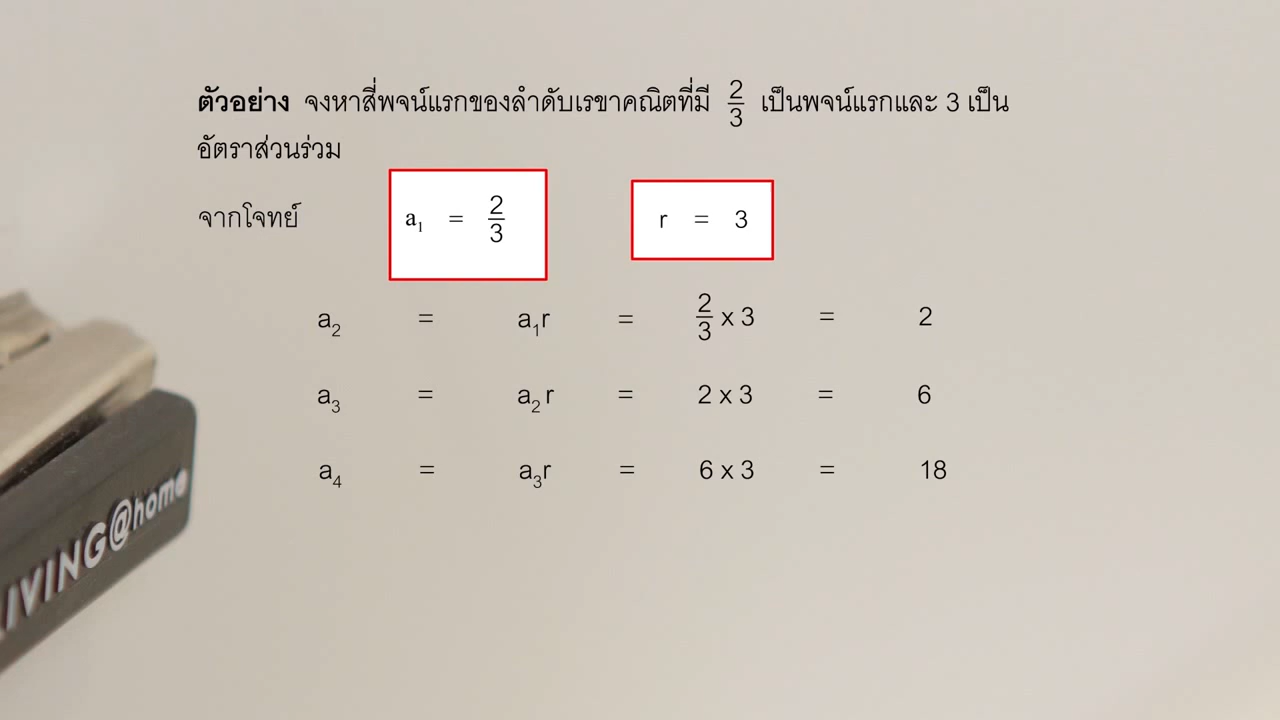 ตัวอย่าง จงหาสี่พจน์แรกของลำดับเรขาคณิตที่มี 2/3 เป็นพจน์แรกและ 3 เป็น
อัตราส่วนร่วม
จากโจทย์ a₁ = 2/3 r = 3
a₂ = a₁r = 2/3 x 3 = 2
a₃ = a₂ r = 2 x 3 = 6
a₄ = a₃r = 6 x 3 = 18
IVING@home